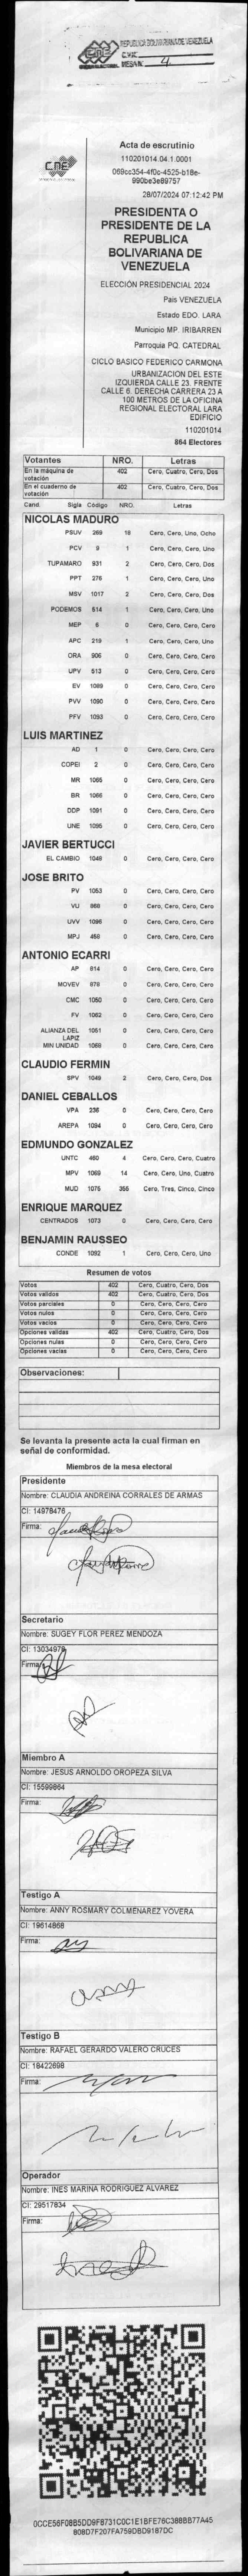 REPUBLICA BOLIVARIANA DE VENEZUELA
CNE
MESA Nº 4
CNE
Acta de escrutinio
110201014.04.1.0001
069cc354-4f0c-4525-b18e-
990be3e89757
28/07/2024 07:12:42 PM
PRESIDENTA O
PRESIDENTE DE LA
REPUBLICA
BOLIVARIANA DE
VENEZUELA
ELECCIÓN PRESIDENCIAL 2024
Pais VENEZUELA
Estado EDO. LARA
Municipio MP. IRIBARREN
Parroquia PQ. CATEDRAL
CICLO BASICO FEDERICO CARMONA
URBANIZACION DEL ESTE
IZQUIERDA CALLE 23. FRENTE
CALLE 6. DERECHA CARRERA 23 A
100 METROS DE LA OFICINA
REGIONAL ELECTORAL LARA
EDIFICIO
110201014
864 Electores
Votantes NRO. Letras
En la máquina de votación 402 Cero, Cuatro, Cero, Dos
En el cuaderno de votación 402 Cero, Cuatro, Cero, Dos
Cand. Sigla Código NRO. Letras
NICOLAS MADURO
PSUV 269 18 Cero, Cero, Uno, Ocho
PCV 9 1 Cero, Cero, Cero, Uno
TUPAMARO 931 2 Cero, Cero, Cero, Dos
PPT 276 1 Cero, Cero, Cero, Uno
MSV 1017 2 Cero, Cero, Cero, Dos
PODEMOS 514 1 Cero, Cero, Cero, Uno
MEP 6 0 Cero, Cero, Cero, Cero
APC 219 1 Cero, Cero, Cero, Uno
ORA 906 0 Cero, Cero, Cero, Cero
UPV 513 0 Cero, Cero, Cero, Cero
EV 1089 0 Cero, Cero, Cero, Cero
PVV 1090 0 Cero, Cero, Cero, Cero
PFV 1093 0 Cero, Cero, Cero, Cero
LUIS MARTINEZ
AD 1 0 Cero, Cero, Cero, Cero
COPEI 2 0 Cero, Cero, Cero, Cero
MR 1065 0 Cero, Cero, Cero, Cero
BR 1066 0 Cero, Cero, Cero, Cero
DDP 1091 0 Cero, Cero, Cero, Cero
UNE 1095 0 Cero, Cero, Cero, Cero
JAVIER BERTUCCI
EL CAMBIO 1048 0 Cero, Cero, Cero, Cero
JOSE BRITO
PV 1053 0 Cero, Cero, Cero, Cero
VU 868 0 Cero, Cero, Cero, Cero
UVV 1096 0 Cero, Cero, Cero, Cero
MPJ 458 0 Cero, Cero, Cero, Cero
ANTONIO ECARRI
AP 814 0 Cero, Cero, Cero, Cero
MOVEV 878 0 Cero, Cero, Cero, Cero
CMC 1050 0 Cero, Cero, Cero, Cero
FV 1062 0 Cero, Cero, Cero, Cero
ALIANZA DEL LAPIZ 1051 0 Cero, Cero, Cero, Cero
MIN UNIDAD 1088 0 Cero, Cero, Cero, Cero
CLAUDIO FERMIN
SPV 1049 2 Cero, Cero, Cero, Dos
DANIEL CEBALLOS
VPA 236 0 Cero, Cero, Cero, Cero
AREPA 1094 0 Cero, Cero, Cero, Cero
EDMUNDO GONZALEZ
UNTC 460 4 Cero, Cero, Cero, Cuatro
MPV 1069 14 Cero, Cero, Uno, Cuatro
MUD 1075 355 Cero, Tres, Cinco, Cinco
ENRIQUE MARQUEZ
CENTRADOS 1073 0 Cero, Cero, Cero, Cero
BENJAMIN RAUSSEO
CONDE 1092 1 Cero, Cero, Cero, Uno
Resumen de votos
Votos 402 Cero, Cuatro, Cero, Dos
Votos validos 402 Cero, Cuatro, Cero, Dos
Votos parciales 0 Cero, Cero, Cero, Cero
Votos nulos 0 Cero, Cero, Cero, Cero
Votos vacios 0 Cero, Cero, Cero, Cero
Opciones validas 402 Cero, Cuatro, Cero, Dos
Opciones nulas 0 Cero, Cero, Cero, Cero
Opciones vacias 0 Cero, Cero, Cero, Cero
Observaciones:
Se levanta la presente acta la cual firman en
señal de conformidad.
Miembros de la mesa electoral
Presidente
Nombre: CLAUDIA ANDREINA CORRALES DE ARMAS
CI: 14978476
Firma:
Secretario
Nombre: SUGEY FLOR PEREZ MENDOZA
CI: 13034979
Firma:
Miembro A
Nombre: JESUS ARNOLDO OROPEZA SILVA
CI: 15599864
Firma:
Testigo A
Nombre: ANNY ROSMARY COLMENAREZ YOVERA
CI: 19614868
Firma:
Testigo B
Nombre: RAFAEL GERARDO VALERO CRUCES
CI: 18422698
Firma:
Operador
Nombre: INES MARINA RODRIGUEZ ALVAREZ
CI: 29517834
Firma:
0CCE56F08B5DD9F8731C0C1E1BFE76C388BB77A45
808D7F207FA759DBD9187DC